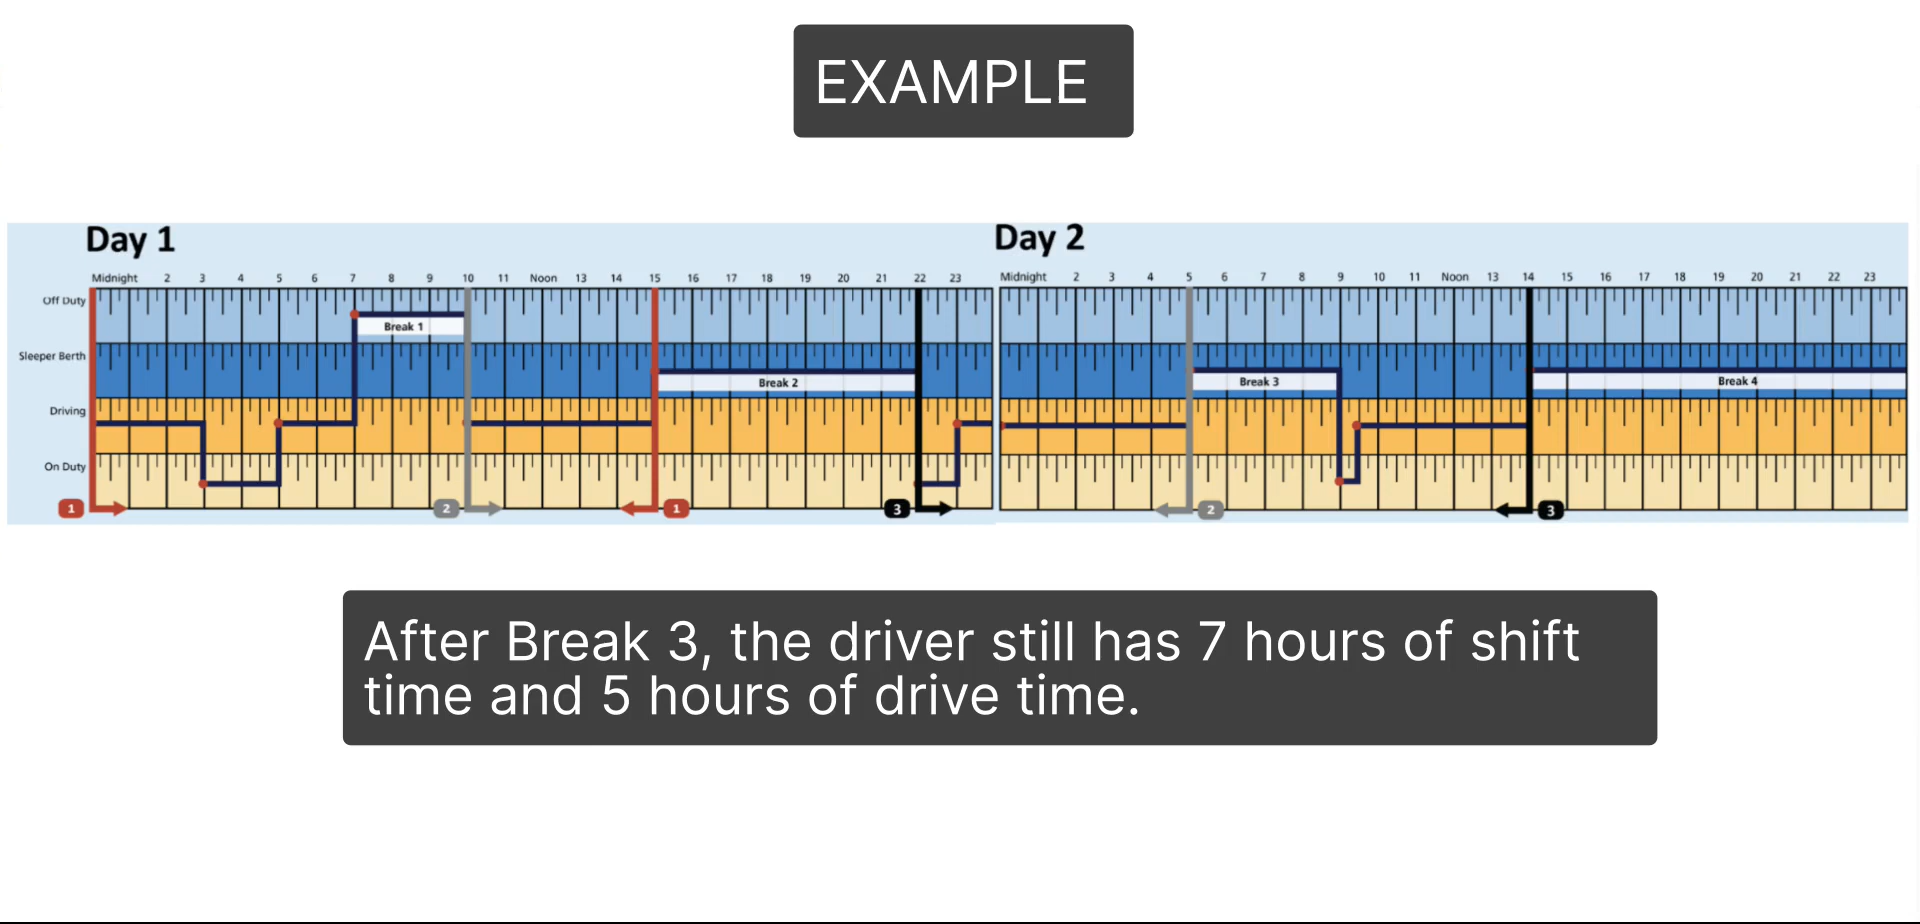 EXAMPLE
Day 1
Day 2
Midnight 2 3 4 5 6 7 8 9 10 11 Noon 13 14 15 16 17 18 19 20 21 22 23
Midnight 2 3 4 5 6 7 8 9 10 11 Noon 13 14 15 16 17 18 19 20 21 22 23
Off Duty
Break 1
Sleeper Berth
Break 2
Break 3
Break 4
Driving
On Duty
1 2 1 3 2 3
After Break 3, the driver still has 7 hours of shift
time and 5 hours of drive time.